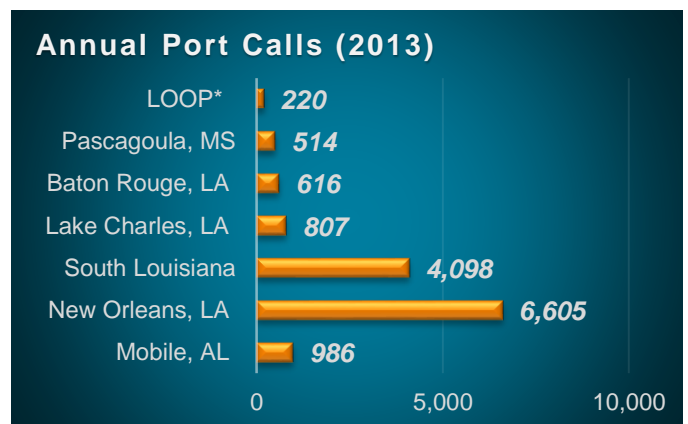 Annual Port Calls (2013)
LOOP* 220
Pascagoula, MS 514
Baton Rouge, LA 616
Lake Charles, LA 807
South Louisiana 4,098
New Orleans, LA 6,605
Mobile, AL 986
0 5,000 10,000